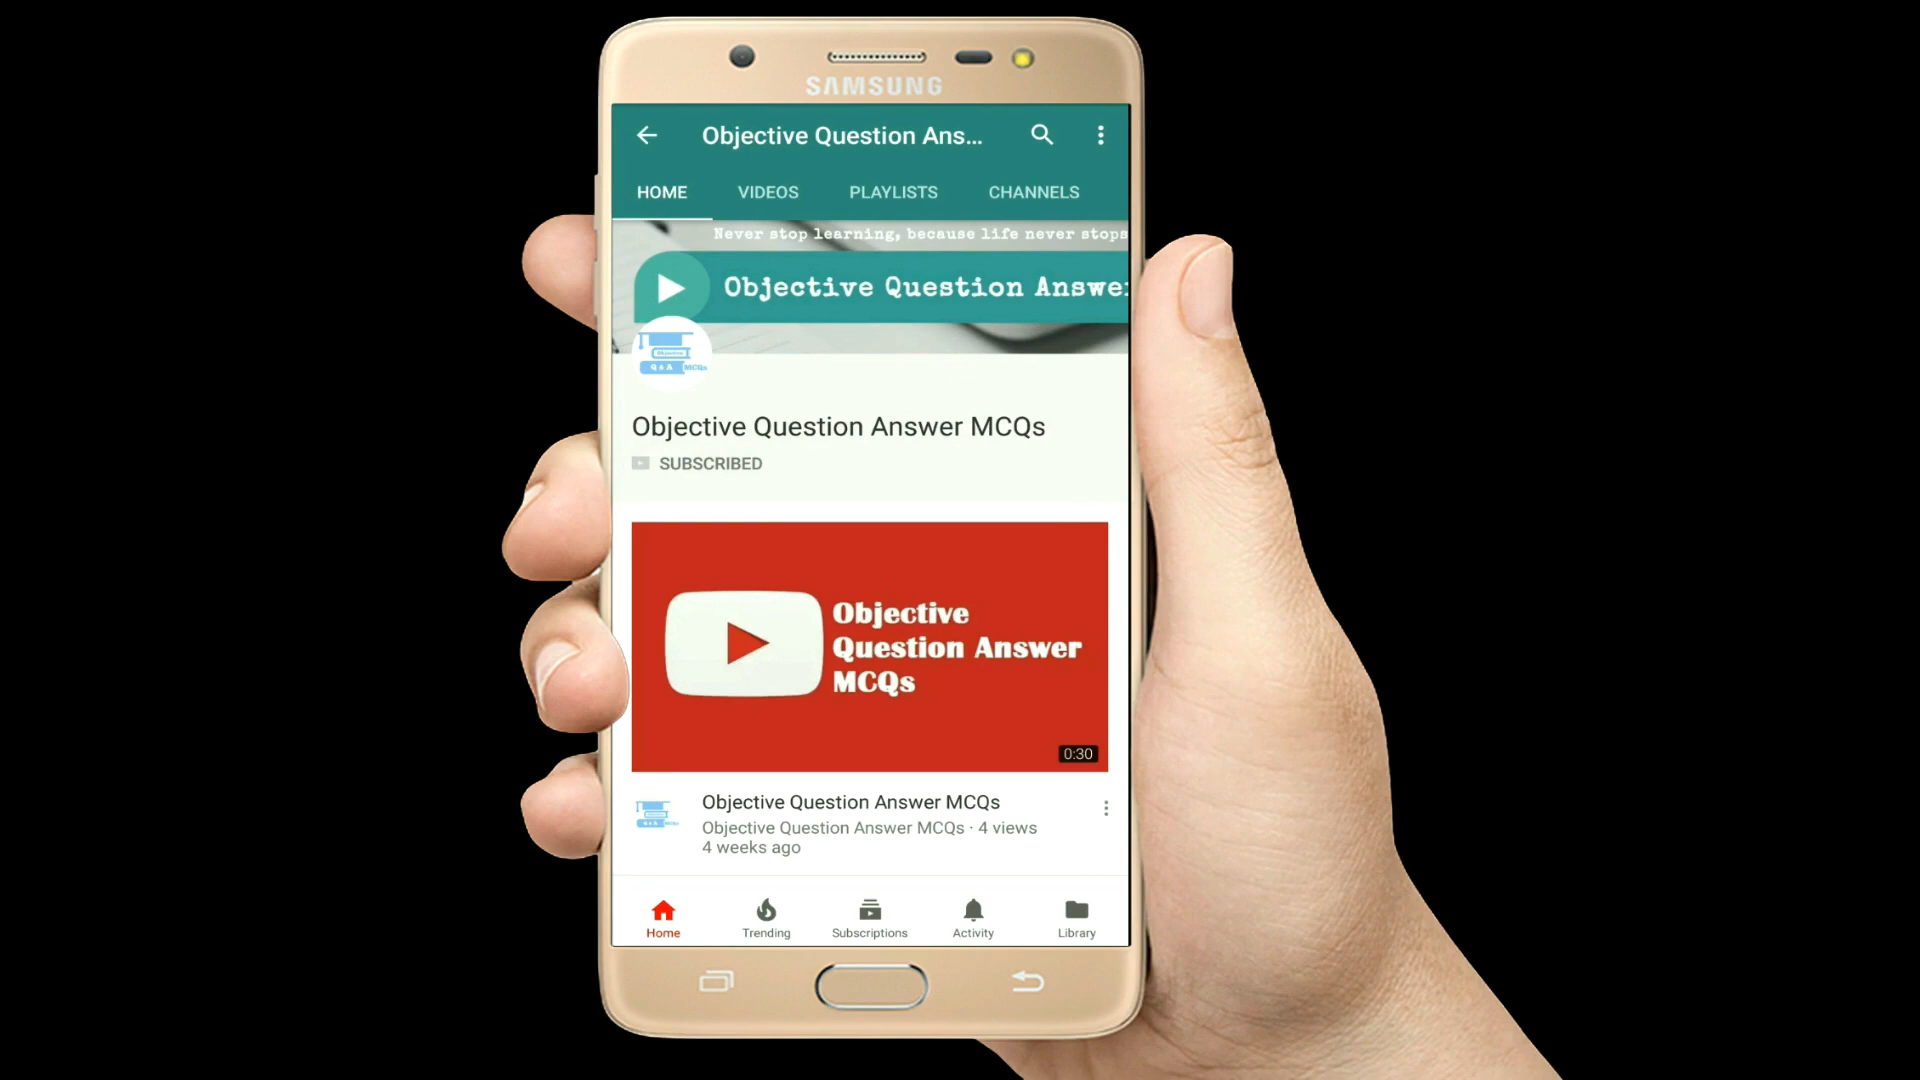 SAMSUNG
Objective Question Ans...
HOME VIDEOS PLAYLISTS CHANNELS
Never stop learning, because life never stops
Objective Question Answe
Objective
Q & A MCQs
Objective Question Answer MCQs
SUBSCRIBED
Objective
Question Answer
MCQs
0:30
Objective Question Answer MCQs
Objective Question Answer MCQs · 4 views
4 weeks ago
Home Trending Subscriptions Activity Library